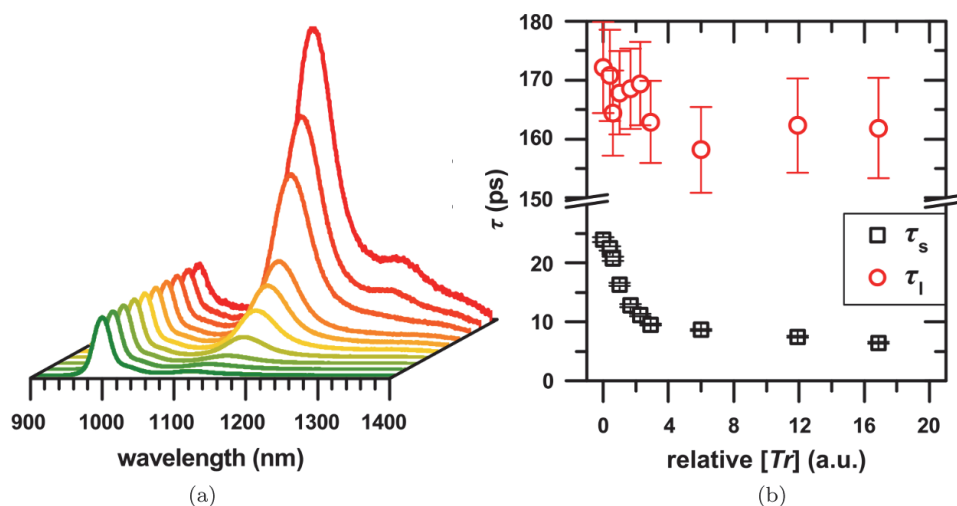 900 1000 1100 1200 1300 1400
wavelength (nm)
(a)
(b)
180
170
160
150
20
10
0
τ (ps)
τs
τl
0 4 8 12 16 20
relative [Tr] (a.u.)